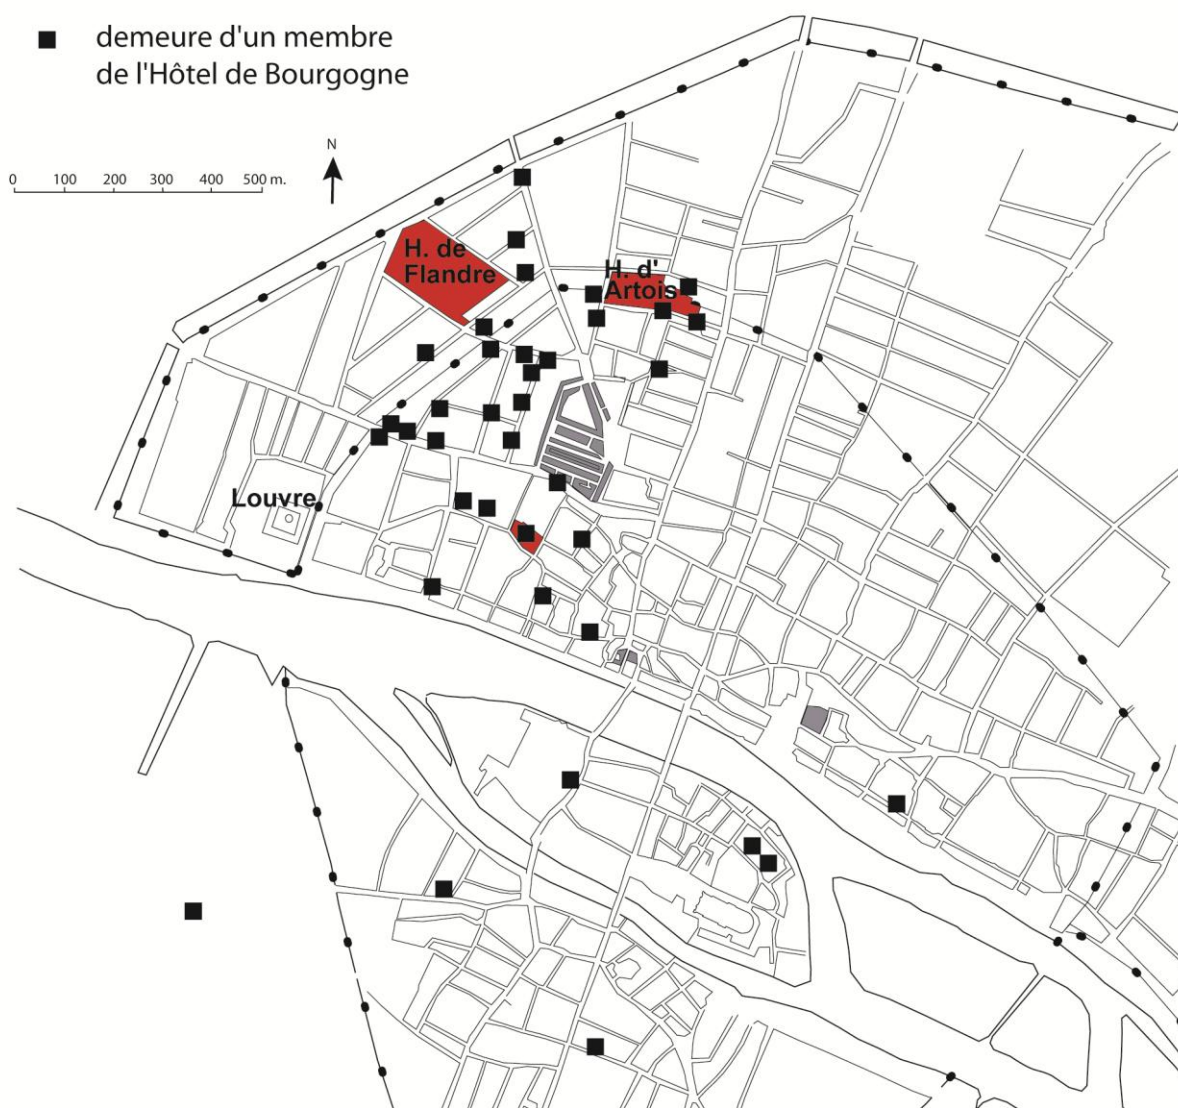 demeure d'un membre
de l'Hôtel de Bourgogne
N
0 100 200 300 400 500 m.
H. de
Flandre
H. d'
Artois
Louvre